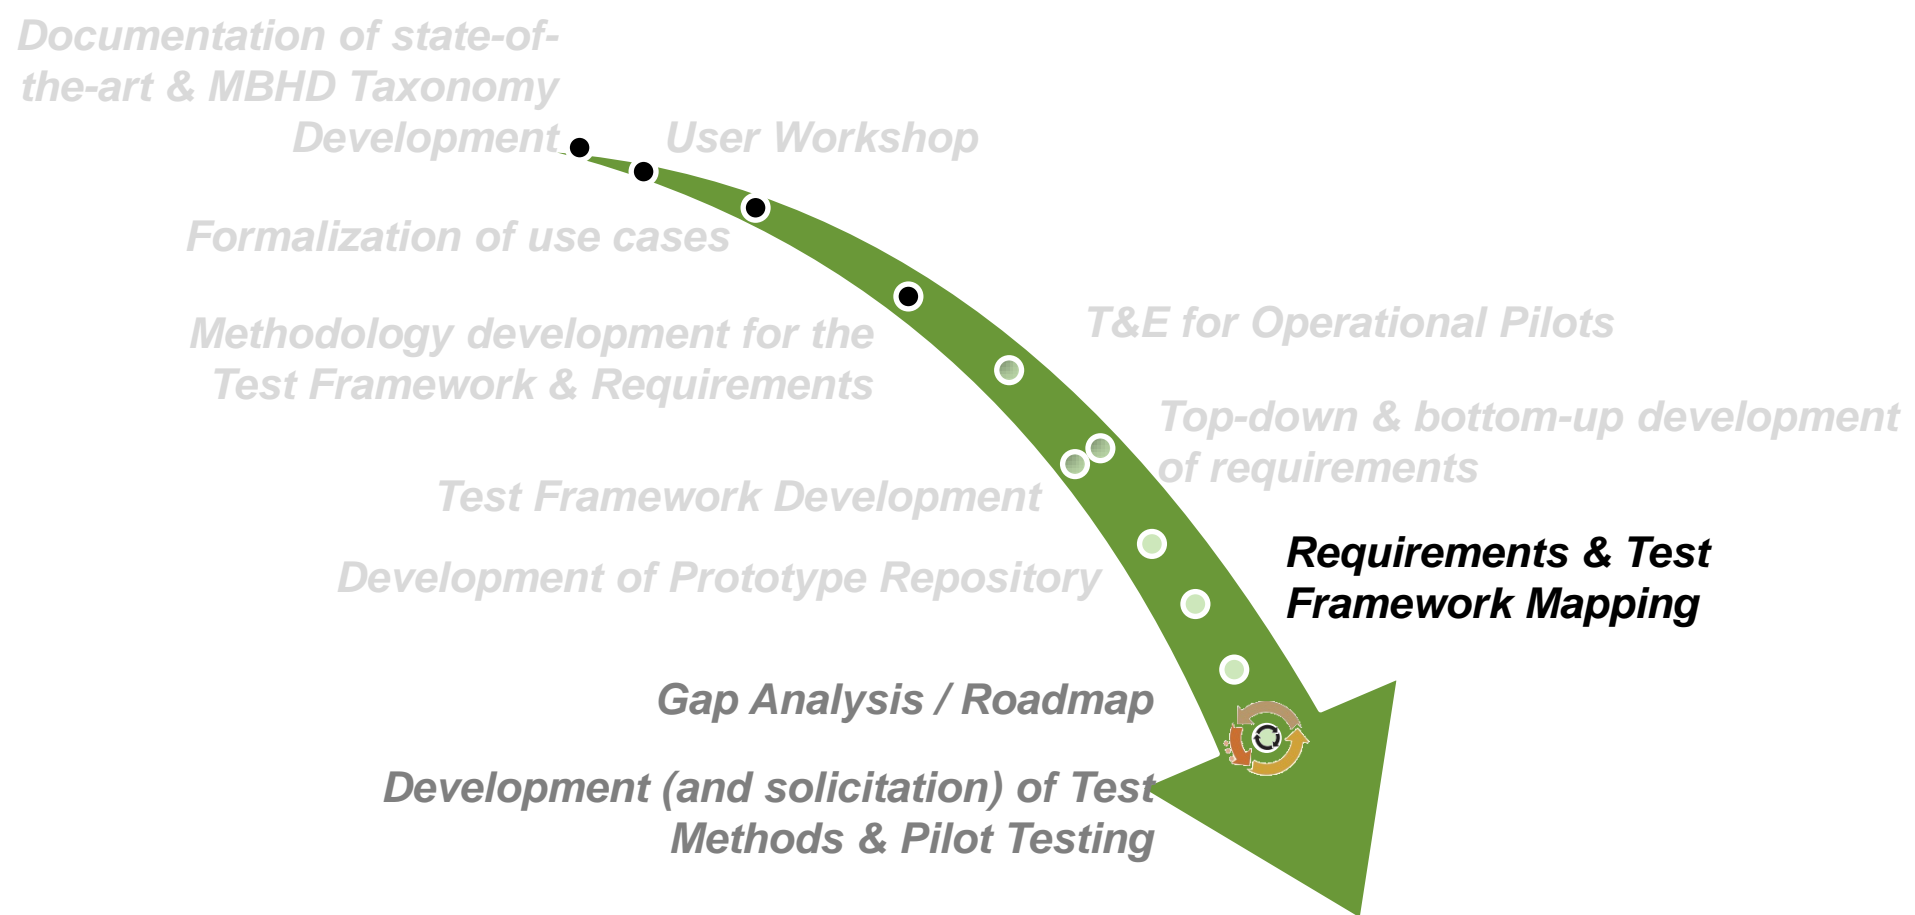 Documentation of state-of-
the-art & MBHD Taxonomy
Development
User Workshop
Formalization of use cases
Methodology development for the
Test Framework & Requirements
T&E for Operational Pilots
Top-down & bottom-up development
of requirements
Test Framework Development
Requirements & Test
Framework Mapping
Development of Prototype Repository
Gap Analysis / Roadmap
Development (and solicitation) of Test
Methods & Pilot Testing